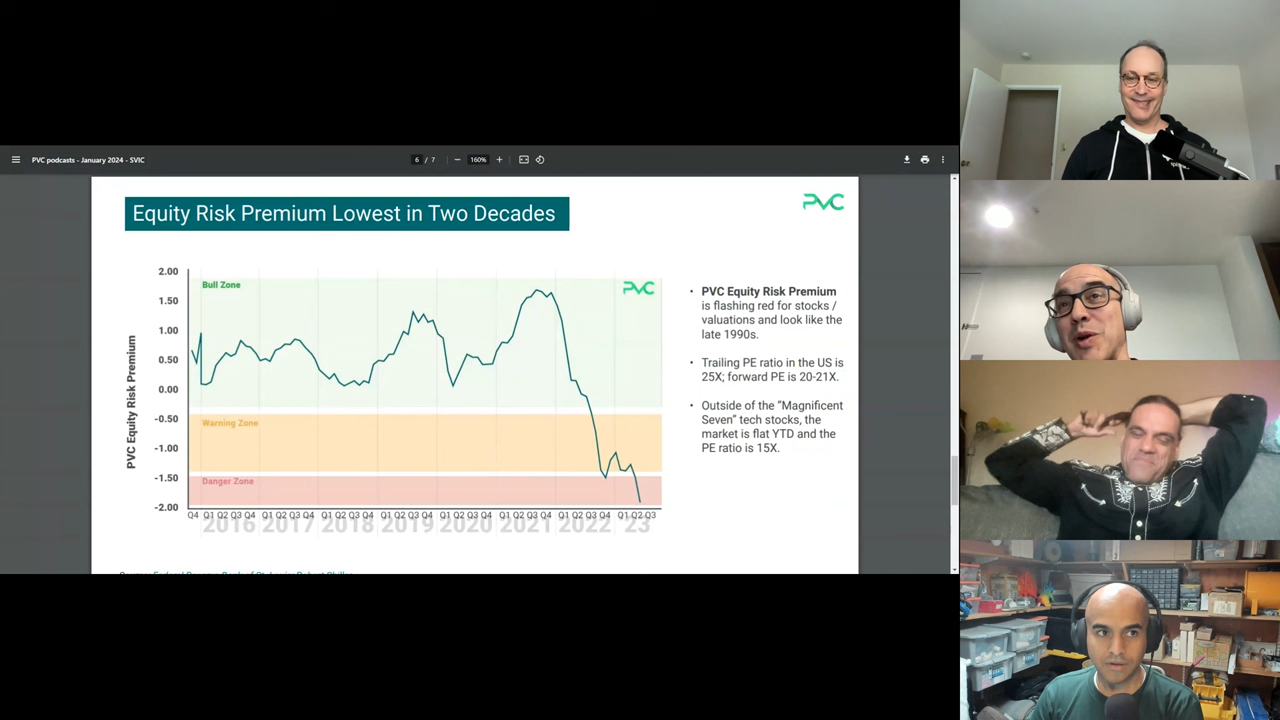 PVC podcasts - January 2024 - SVIC
6 / 7
160%
Equity Risk Premium Lowest in Two Decades
PVC
PVC Equity Risk Premium
2.00
1.50
1.00
0.50
0.00
-0.50
-1.00
-1.50
-2.00
Bull Zone
PVC
Warning Zone
Danger Zone
Q4 Q1 Q2 Q3 Q4 Q1 Q2 Q3 Q4 Q1 Q2 Q3 Q4 Q1 Q2 Q3 Q4 Q1 Q2 Q3 Q4 Q1 Q2 Q3 Q4 Q1 Q2 Q3 Q4 Q1 Q2 Q3
2016 2017 2018 2019 2020 2021 2022 '23
• PVC Equity Risk Premium
is flashing red for stocks /
valuations and look like the
late 1990s.
• Trailing PE ratio in the US is
25X; forward PE is 20-21X.
• Outside of the “Magnificent
Seven” tech stocks, the
market is flat YTD and the
PE ratio is 15X.